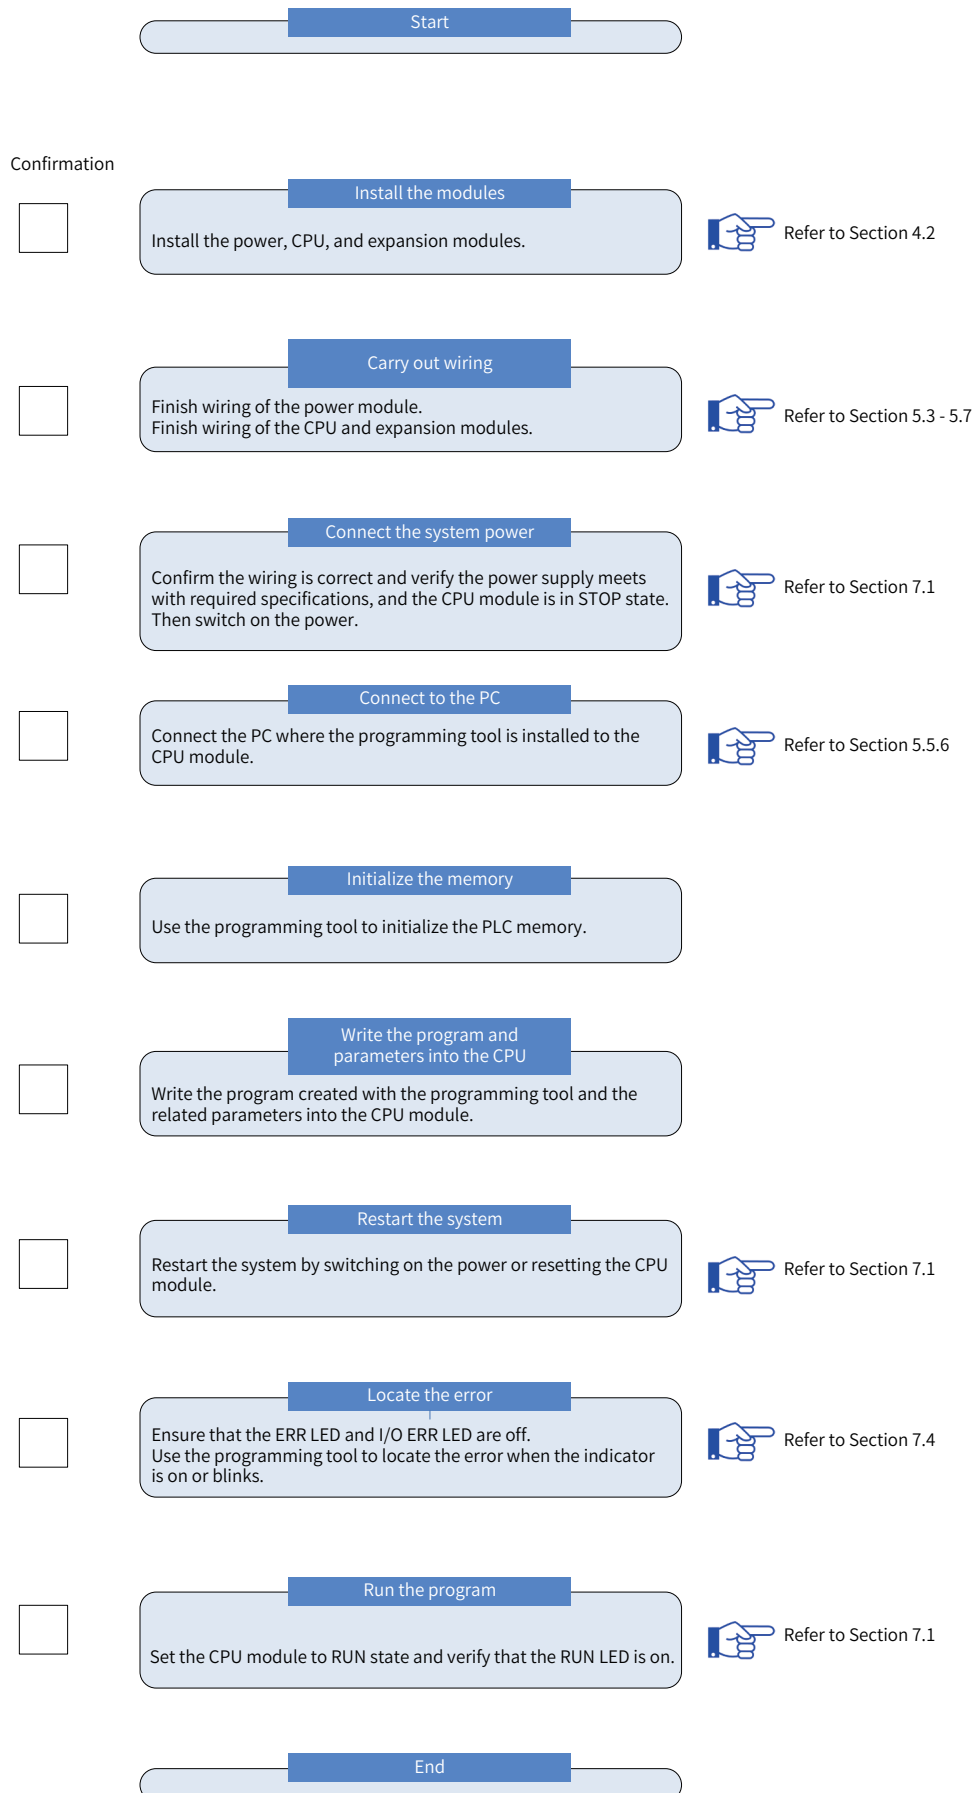 Start
Confirmation
Install the modules
Install the power, CPU, and expansion modules.
Refer to Section 4.2
Carry out wiring
Finish wiring of the power module.
Finish wiring of the CPU and expansion modules.
Refer to Section 5.3 - 5.7
Connect the system power
Confirm the wiring is correct and verify the power supply meets
with required specifications, and the CPU module is in STOP state.
Then switch on the power.
Refer to Section 7.1
Connect to the PC
Connect the PC where the programming tool is installed to the
CPU module.
Refer to Section 5.5.6
Initialize the memory
Use the programming tool to initialize the PLC memory.
Write the program and
parameters into the CPU
Write the program created with the programming tool and the
related parameters into the CPU module.
Restart the system
Restart the system by switching on the power or resetting the CPU
module.
Refer to Section 7.1
Locate the error
Ensure that the ERR LED and I/O ERR LED are off.
Use the programming tool to locate the error when the indicator
is on or blinks.
Refer to Section 7.4
Run the program
Set the CPU module to RUN state and verify that the RUN LED is on.
Refer to Section 7.1
End